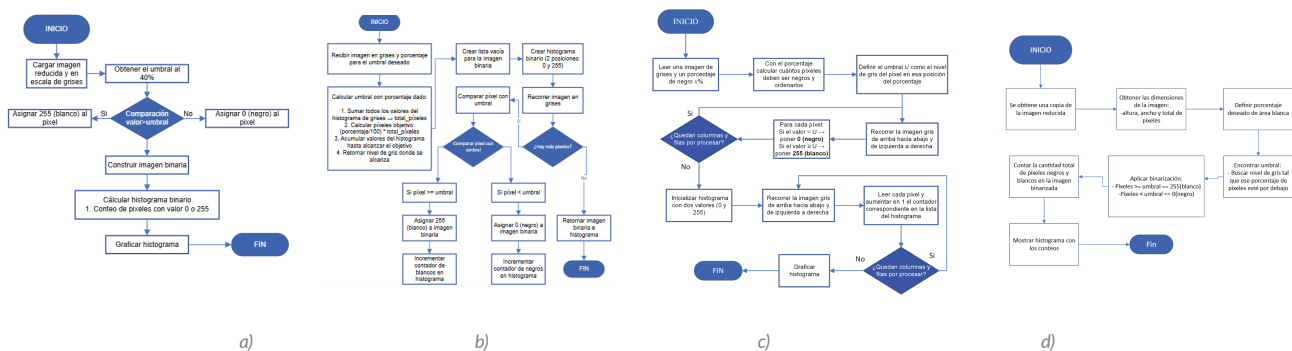 INICIO
Cargar imagen
reducida y en
escala de grises
Obtener el umbral al
40%
Comparación
valor>umbral
Si
No
Asignar 255 (blanco) al
pixel
Asignar 0 (negro) al
pixel
Construir imagen binaria
Cálcular histograma binario
1. Conteo de pixeles con valor 0 o 255
Graficar histograma
FIN
a)
INICIO
Recibir imagen en grises y porcentaje
para el umbral deseado
Calcular umbral con porcentaje dado:
1. Sumar todos los valores del
histograma de grises → total_píxeles
2. Calcular píxeles objetivo:
(porcentaje/100) * total_píxeles
3. Acumular valores del histograma
hasta alcanzar el objetivo
4. Retornar nivel de gris donde se
alcanza
Crear lista vacía
para la imagen
binaria
Crear histograma
binario (2 posiciones:
0 y 255)
Comparar píxel con
umbral
Recorrer imagen en
grises
Comparar píxel con
umbral
Si
¿Hay más píxeles?
No
Si píxel >= umbral
Si píxel < umbral
Asignar 255
(blanco) a imagen
binaria
Asignar 0 (negro) a
imagen binaria
Retornar imagen
binaria e
histograma
Incrementar
contador de
blancos en
histograma
Incrementar
contador de negros
en histograma
FIN
b)
INICIO
Leer una imagen de
grises y un porcentaje
de negro x%
Con el porcentaje
calcular cuántos píxeles
deben ser negros y
ordenarlos
Definir el umbral U como el nivel
de gris del píxel en esa posición
del porcentaje
¿Quedan columnas y
filas por procesar?
Para cada píxel:
Si el valor < U →
poner 0 (negro)
Si el valor ≥ U →
poner 255 (blanco)
Recorrer la imagen gris
de arriba hacia abajo y
de izquierda a derecha
No
Inicializar histograma
con dos valores (0 y
255)
Recorrer la imagen gris
de arriba hacia abajo y
de izquierda a derecha
Leer cada pixel y
aumentar en 1 el contador
correspondiente en la lista
del histograma
FIN
Graficar
histograma
No
¿Quedan columnas y
filas por procesar?
Si
c)
INICIO
Se obtiene una copia de
la imagen reducida
Obtener las dimensiones
de la imagen:
-altura, ancho y total de
pixeles
Definir porcentaje
deseado de área blanca
Contar la cantidad total
de pixeles negros y
blancos en la imagen
binarizada
Aplicar binarización:
- Pixeles >= umbral == 255(blanco)
-Pixeles < umbral == 0(negro)
Encontrar umbral:
- Buscar nivel de gris tal
que ese porcentaje de
pixeles esté por debajo
Mostrar histograma con
los conteos
Fin
d)